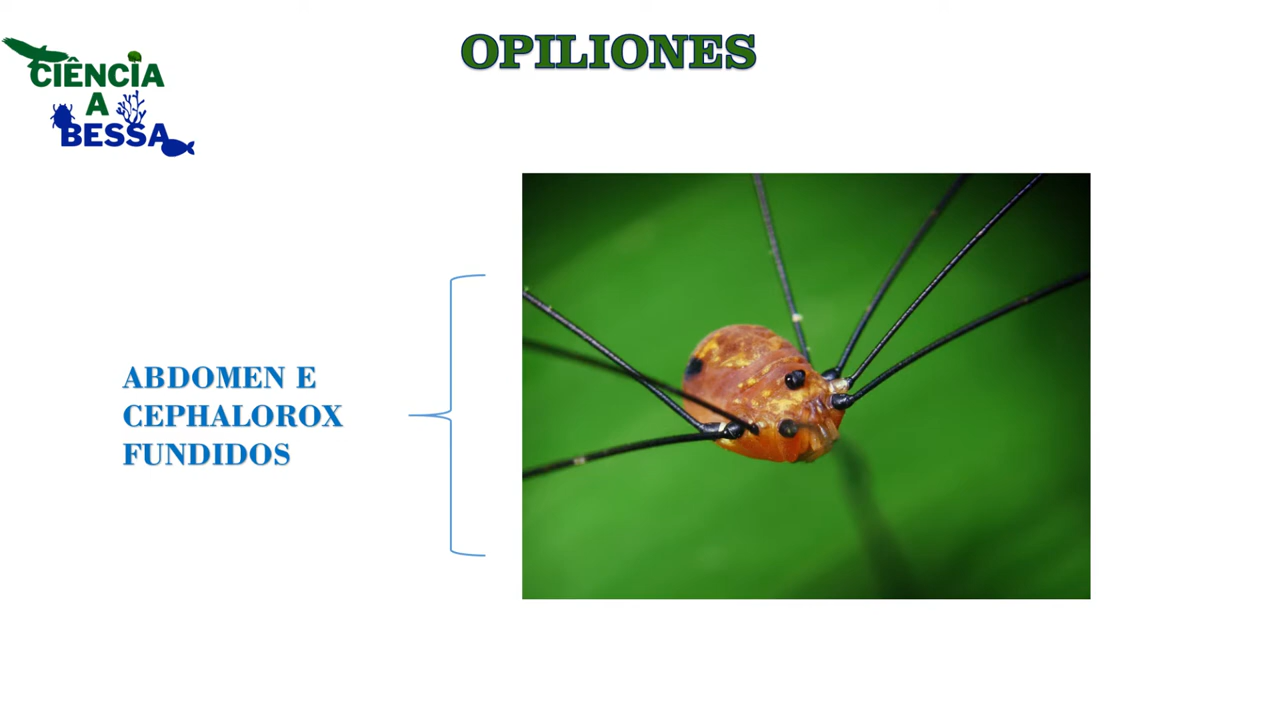 OPILIONES
CIÊNCIA
A
BESSA
ABDOMEN E
CEPHALOROX
FUNDIDOS